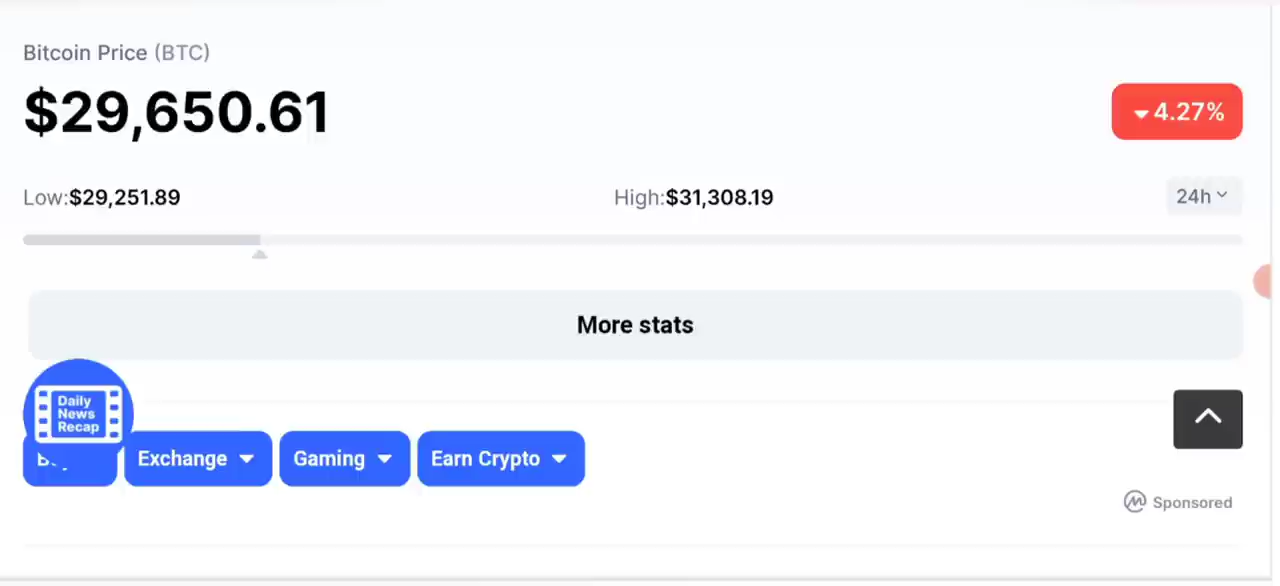 Bitcoin Price (BTC)
$29,650.61
4.27%
Low:$29,251.89
High:$31,308.19
24h
More stats
Daily
News
Recap
Exchange
Gaming
Earn Crypto
Sponsored